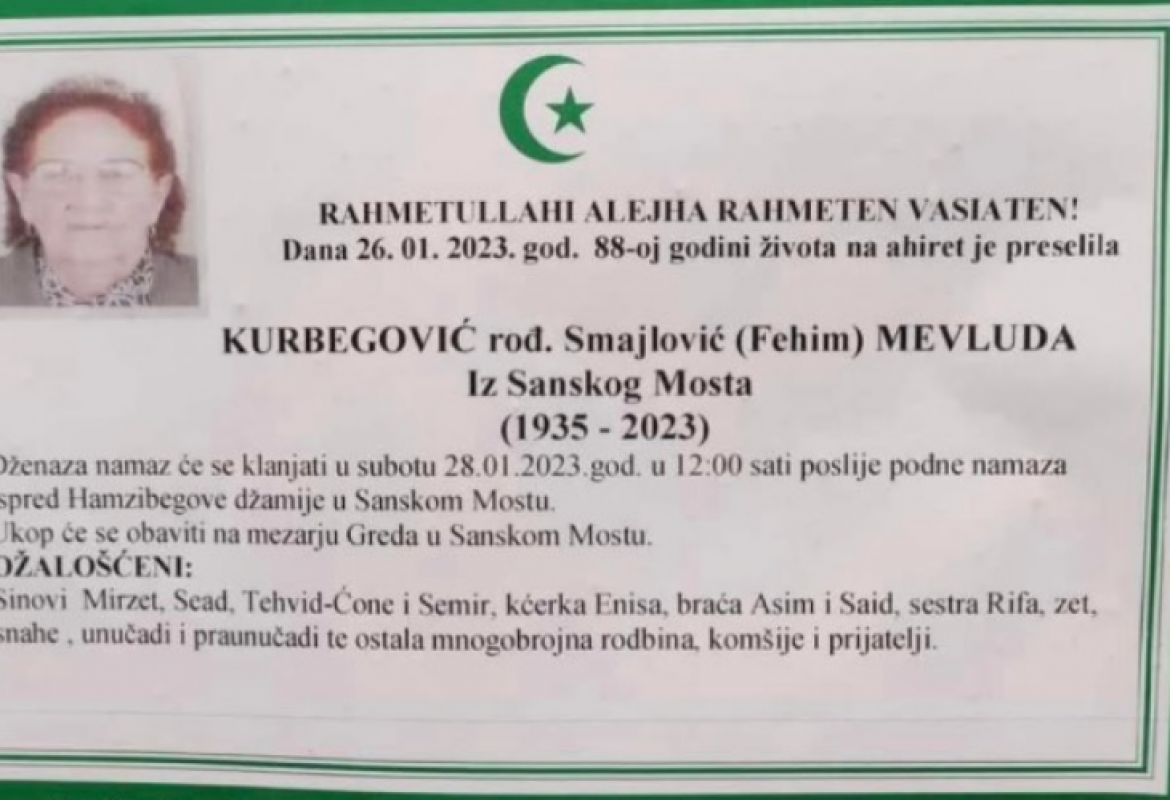 RAHMETULLAHI ALEJHA RAHMETEN VASIATEN!
Dana 26. 01. 2023. god. 88-oj godini života na ahiret je preselila
KURBEGOVIĆ rođ. Smajlović (Fehim) MEVLUDA
Iz Sanskog Mosta
(1935 - 2023)
Dženaza namaz će se klanjati u subotu 28.01.2023.god. u 12:00 sati poslije podne namaza
spred Hamzibegove džamije u Sanskom Mostu.
Ukop će se obaviti na mezarju Greda u Sanskom Mostu.
OŽALOŠĆENI:
Sinovi Mirzet, Sead, Tehvid-Ćone i Semir, kćerka Enisa, braća Asim i Said, sestra Rifa, zet,
snahe , unučadi i praunučadi te ostala mnogobrojna rodbina, komšije i prijatelji.